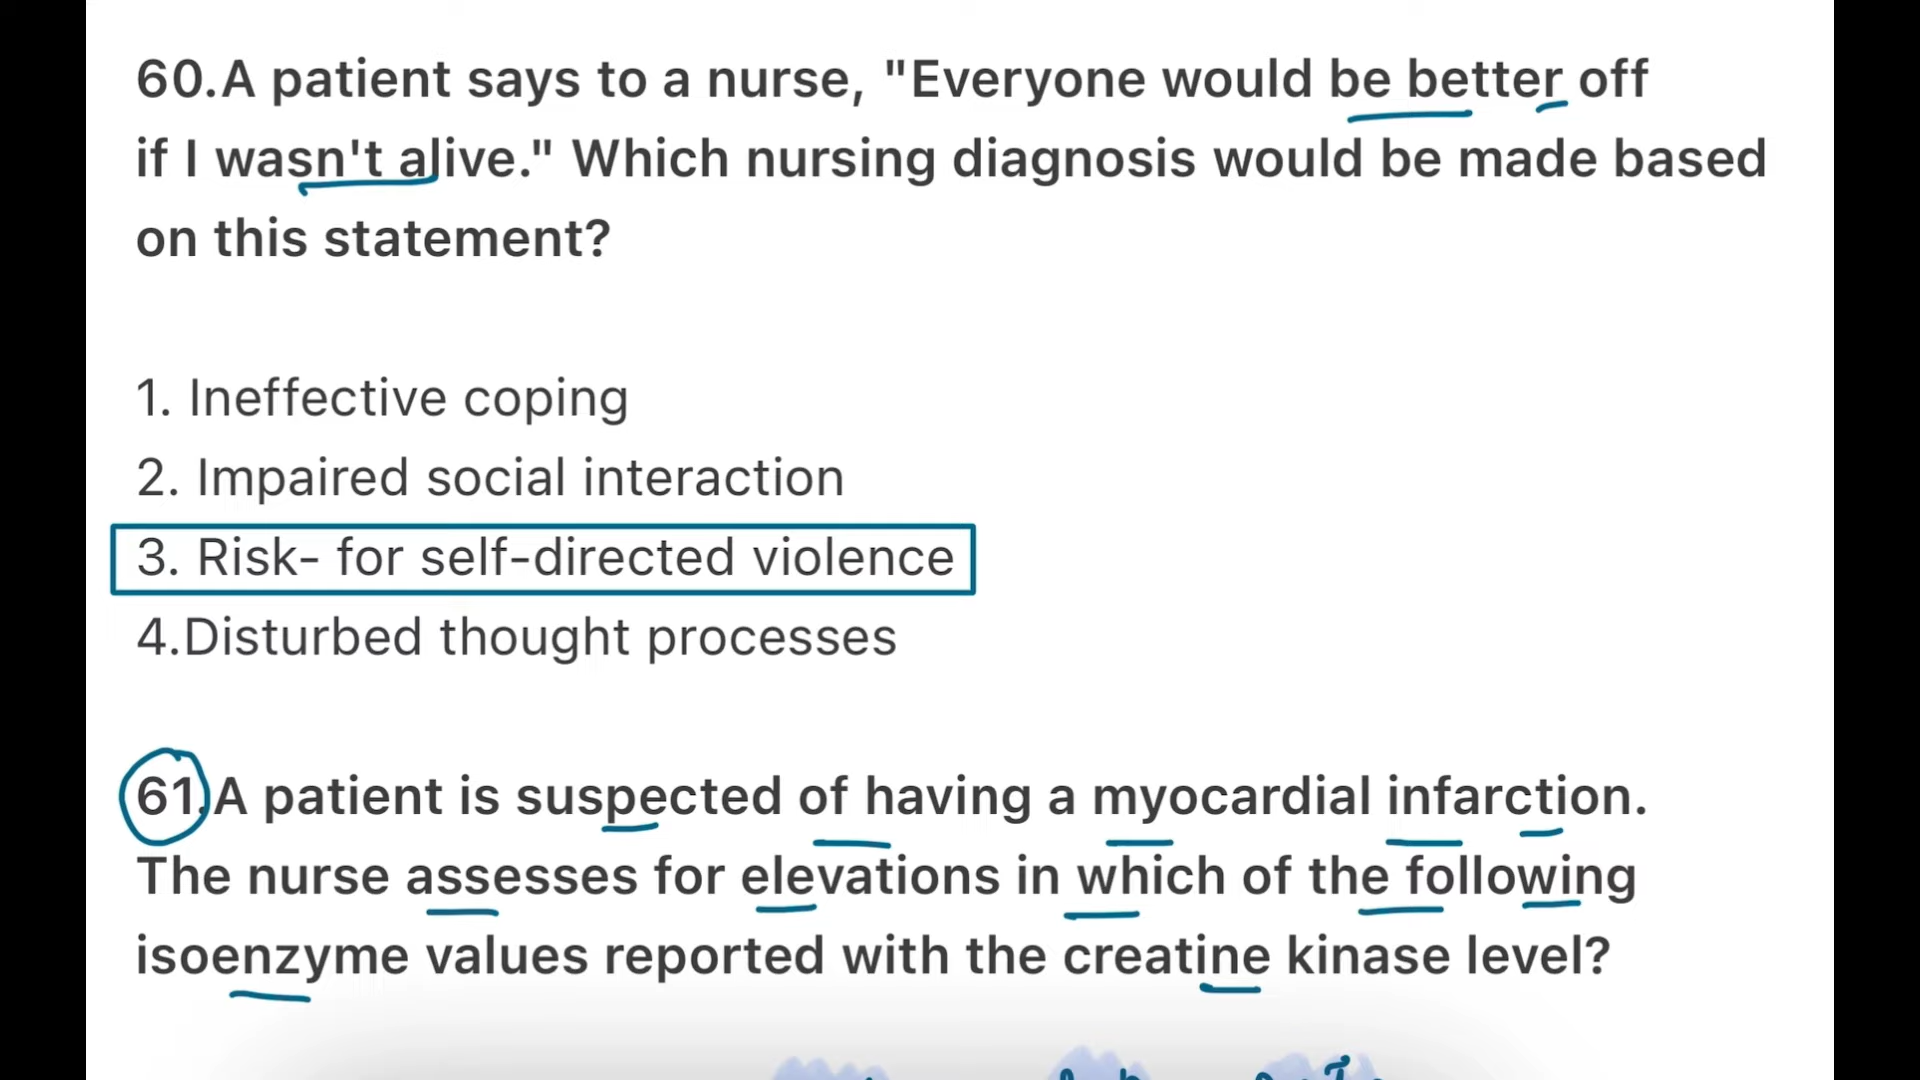 60.A patient says to a nurse, "Everyone would be better off
if I wasn't alive." Which nursing diagnosis would be made based
on this statement?
1. Ineffective coping
2. Impaired social interaction
3. Risk- for self-directed violence
4.Disturbed thought processes
61.A patient is suspected of having a myocardial infarction.
The nurse assesses for elevations in which of the following
isoenzyme values reported with the creatine kinase level?